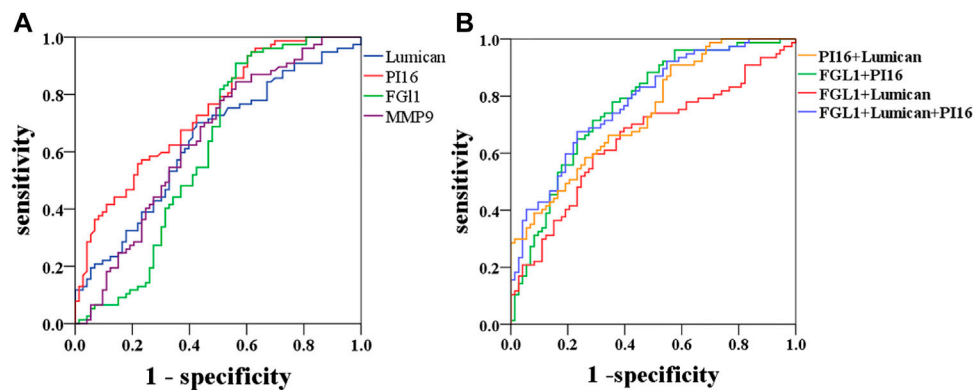 A
1.0
0.8
0.6
0.4
0.2
0.0
sensitivity
0.0 0.2 0.4 0.6 0.8 1.0
1 - specificity
Lumican
PI16
FGl1
MMP9
B
1.0
0.8
0.6
0.4
0.2
0.0
sensitivity
0.0 0.2 0.4 0.6 0.8 1.0
1 -specificity
PI16+Lumican
FGL1+PI16
FGL1+Lumican
FGL1+Lumican+PI16